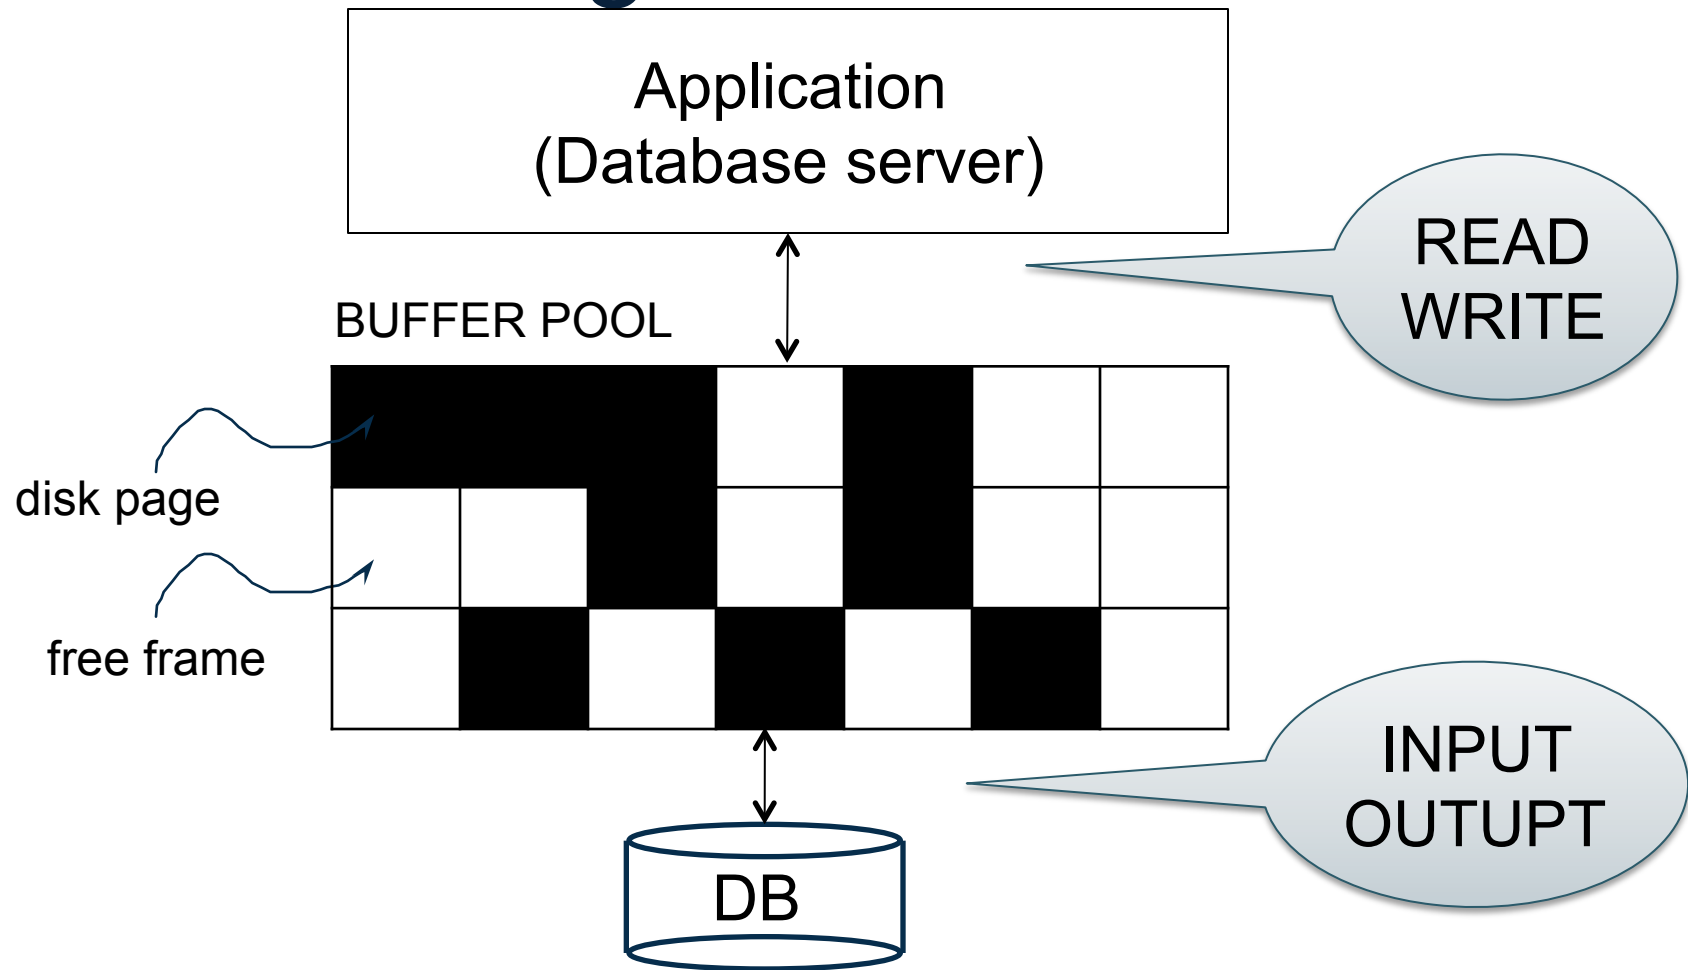 Application
(Database server)
READ
WRITE
BUFFER POOL
disk page
free frame
INPUT
OUTUPT
DB